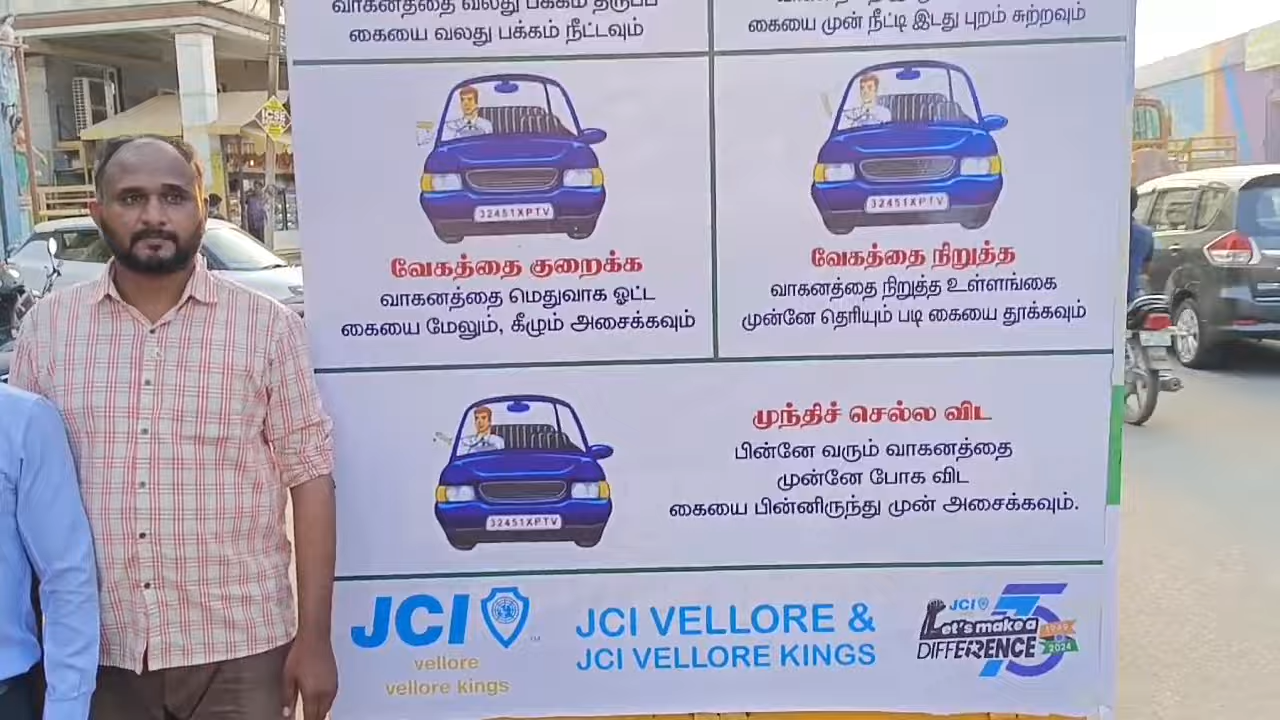 வாகனத்தை வலது பக்கம் திருப்ப
கையை வலது பக்கம் நீட்டவும்
கையை முன் நீட்டி இடது புறம் சுற்றவும்
ICSE
32451XPTV
32451XPTV
வேகத்தை குறைக்க
வாகனத்தை மெதுவாக ஓட்ட
கையை மேலும், கீழும் அசைக்கவும்
வேகத்தை நிறுத்த
வாகனத்தை நிறுத்த உள்ளங்கை
முன்னே தெரியும் படி கையை தூக்கவும்
32451XPTV
முந்திச் செல்ல விட
பின்னே வரும் வாகனத்தை
முன்னே போக விட
கையை பின்னிருந்து முன் அசைக்கவும்.
JCI
vellore
vellore kings
JCI VELLORE &
JCI VELLORE KINGS
JCI
75
Let's make a
DIFFERENCE
1949
2024